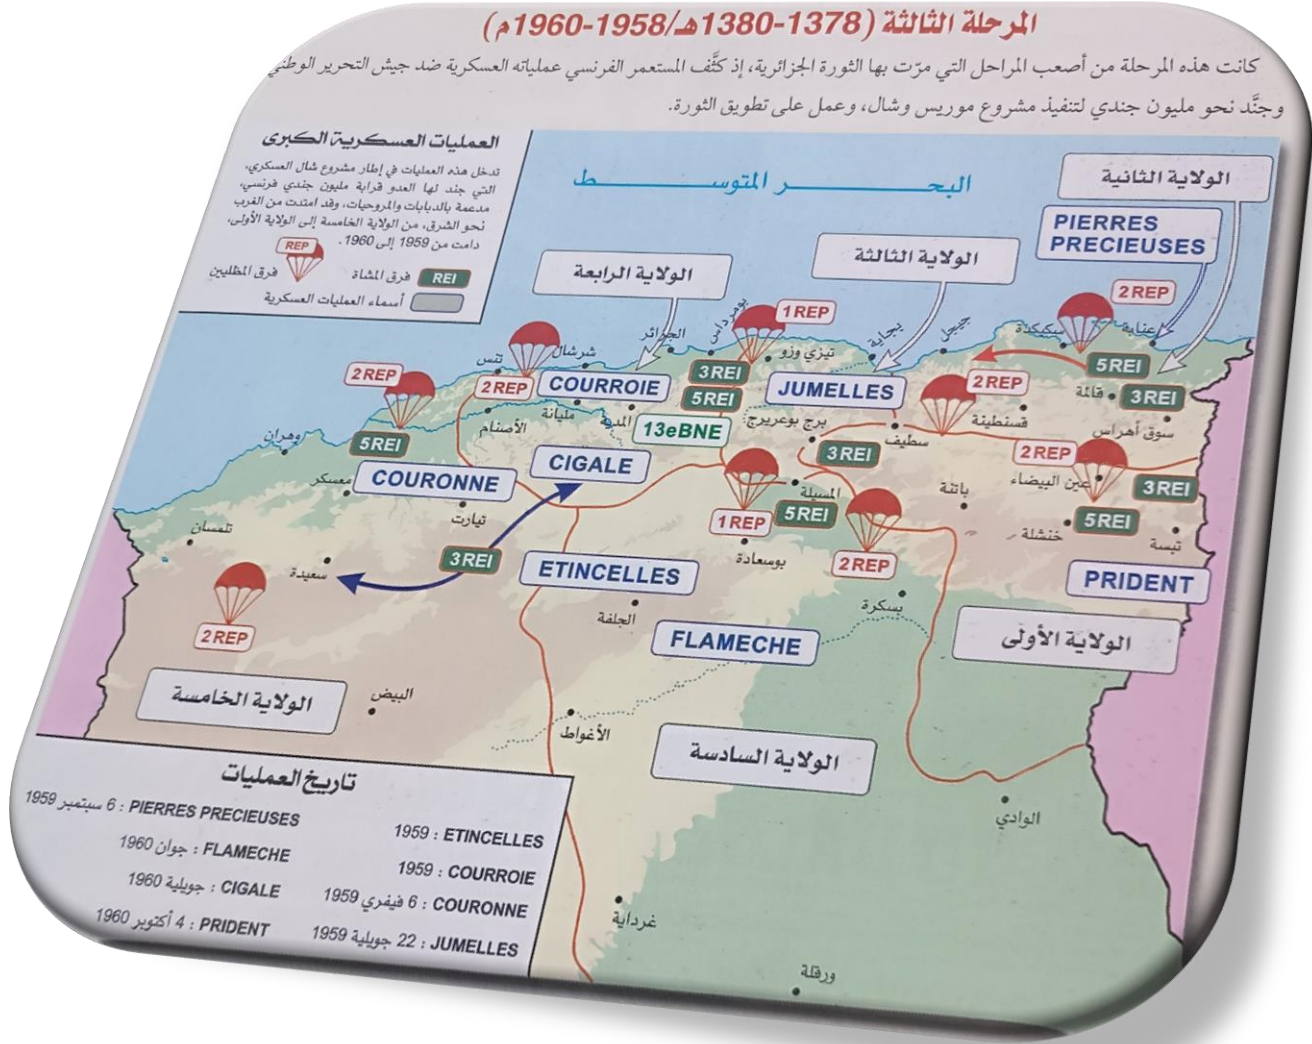 المرحلة الثالثة (1378-1380هـ/1958-1960م)
كانت هذه المرحلة من أصعب المراحل التي مرّت بها الثورة الجزائرية، إذ كثَّف المستعمر الفرنسي عملياته العسكرية ضد جيش التحرير الوطني
وجنَّد نحو مليون جندي لتنفيذ مشروع موريس وشال، وعمل على تطويق الثورة.
العمليات العسكرية الكبرى
تدخل هذه العمليات في إطار مشروع شال العسكري،
التي جند لها العدو قرابة مليون جندي فرنسي،
مدعمة بالدبابات والمروحيات، وقد امتدت من الغرب
نحو الشرق، من الولاية الخامسة إلى الولاية الأولى،
دامت من 1959 إلى 1960.
REI فرق المشاة
REP فرق المظليين
أسماء العمليات العسكرية
البحر المتوسط
الولاية الثانية
PIERRES
PRECIEUSES
الولاية الثالثة
الولاية الرابعة
2REP
1REP
عنابة
سكيكدة
جيجل
بجاية
بومرداس
الجزائر
تيزي وزو
شرشال
تنس
5REI
3REI
قالمة
2REP
JUMELLES
3REI
5REI
COURROIE
2REP
2REP
3REI
سوق أهراس
قسنطينة
سطيف
برج بوعريريج
13eBNE
المدية
مليانة
الأصنام
5REI
وهران
2REP
عين البيضاء
3REI
CIGALE
COURONNE
معسكر
3REI
5REI
باتنة
المسيلة
5REI
1REP
تيارت
تلمسان
تبسة
خنشلة
2REP
بوسعادة
3REI
سعيدة
ETINCELLES
PRIDENT
بسكرة
الجلفة
2REP
FLAMECHE
الولاية الأولى
الولاية الخامسة
البيض
الأغواط
الولاية السادسة
الوادي
غرداية
ورقلة
تاريخ العمليات
ETINCELLES : 1959
COURROIE : 1959
COURONNE : 6 فيفري 1959
JUMELLES : 22 جويلية 1959
PIERRES PRECIEUSES : 6 سبتمبر 1959
FLAMECHE : جوان 1960
CIGALE : جويلية 1960
PRIDENT : 4 أكتوبر 1960